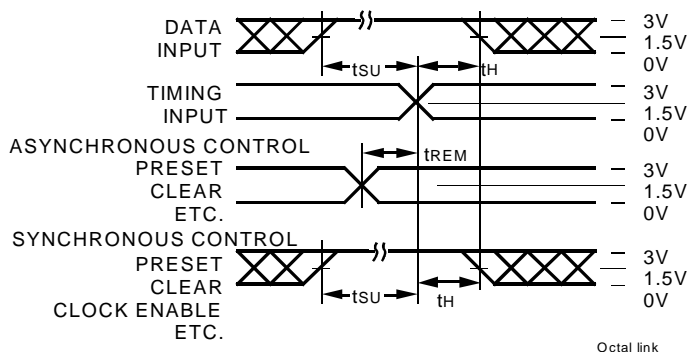 DATA
INPUT
3V
1.5V
0V
tSU
tH
TIMING
INPUT
3V
1.5V
0V
ASYNCHRONOUS CONTROL
PRESET
CLEAR
ETC.
tREM
3V
1.5V
0V
SYNCHRONOUS CONTROL
PRESET
CLEAR
CLOCK ENABLE
ETC.
tSU
tH
3V
1.5V
0V
Octal link